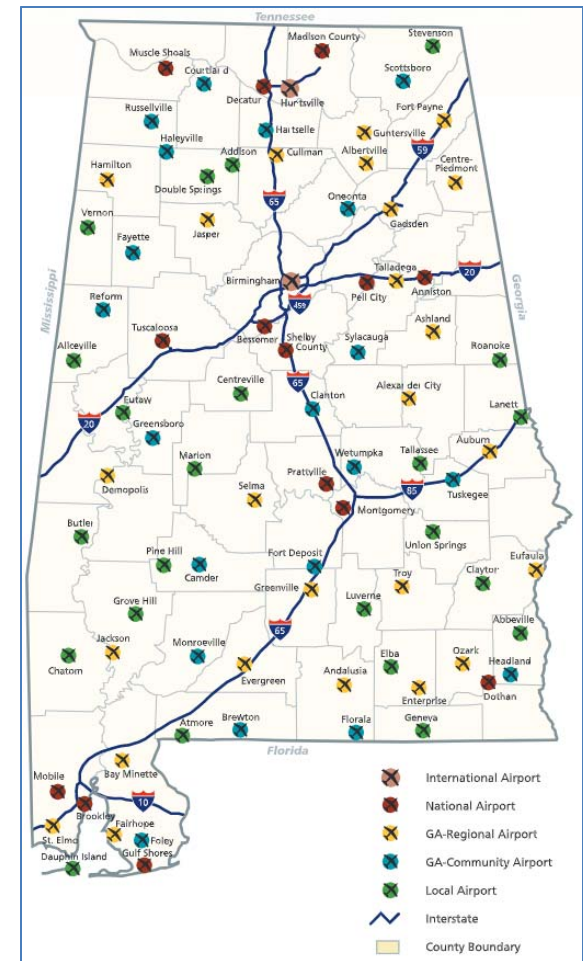 Tennessee
Madison County
Stevenson
Muscle Shoals
Courtland
Scottsboro
Decatur
Huntsville
Fort Payne
Russellville
Hartselle
Guntersville
Haleyville
59
Addison
Cullman
Albertville
Centre-
Piedmont
Hamilton
Double Springs
65
Oneonta
Vernon
Gadsden
Fayette
Jasper
Mississippi
Birmingham
Talladega
20
Georgia
Pell City
Anniston
Reform
459
Ashland
Tuscaloosa
Bessemer
Shelby
County
Sylacauga
Roanoke
Aliceville
Centreville
65
Alexander City
Eutaw
Clanton
Lanett
20
Greensboro
Auburn
Marion
Wetumpka
Tallassee
Prattville
85
Tuskegee
Demopolis
Selma
Montgomery
Butler
Union Springs
Pine Hill
Camden
Fort Deposit
Eufaula
Greenville
Troy
Clayton
Grove Hill
Luverne
65
Abbeville
Jackson
Monroeville
Elba
Ozark
Headland
Chatom
Evergreen
Andalusia
Enterprise
Dothan
Atmore
Brewton
Florala
Geneva
Florida
Bay Minette
Mobile
10
Brookley
Fairhope
St. Elmo
Foley
Dauphin Island
Gulf Shores
International Airport
National Airport
GA-Regional Airport
GA-Community Airport
Local Airport
Interstate
County Boundary